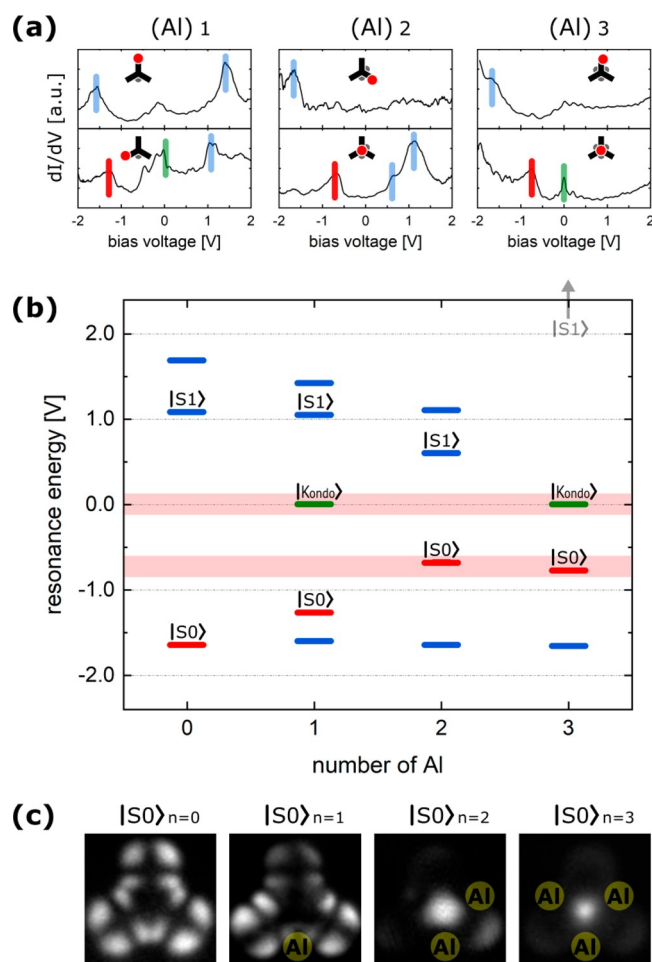 (a) (Al) 1 (Al) 2 (Al) 3
dI/dV [a.u.]
-2 -1 0 1 2 -2 -1 0 1 2 -2 -1 0 1 2
bias voltage [V] bias voltage [V] bias voltage [V]
(b)
|S1⟩
2.0
|S1⟩ |S1⟩
1.0
|S1⟩
|Kondo⟩ |Kondo⟩
0.0
resonance energy [V]
|S0⟩ |S0⟩
-1.0
|S0⟩
|S0⟩
-2.0
0 1 2 3
number of Al
(c) |S0⟩n=0 |S0⟩n=1 |S0⟩n=2 |S0⟩n=3
Al Al Al
Al Al Al